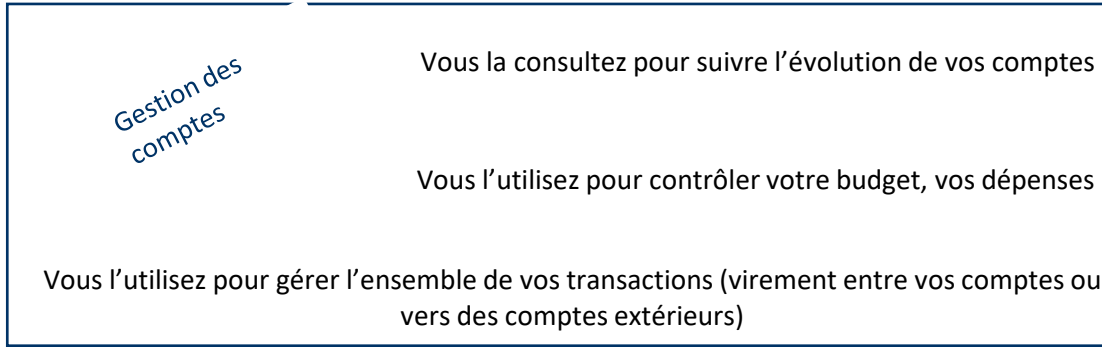 Gestion des
comptes
Vous la consultez pour suivre l’évolution de vos comptes
Vous l’utilisez pour contrôler votre budget, vos dépenses
Vous l’utilisez pour gérer l’ensemble de vos transactions (virement entre vos comptes ou
vers des comptes extérieurs)